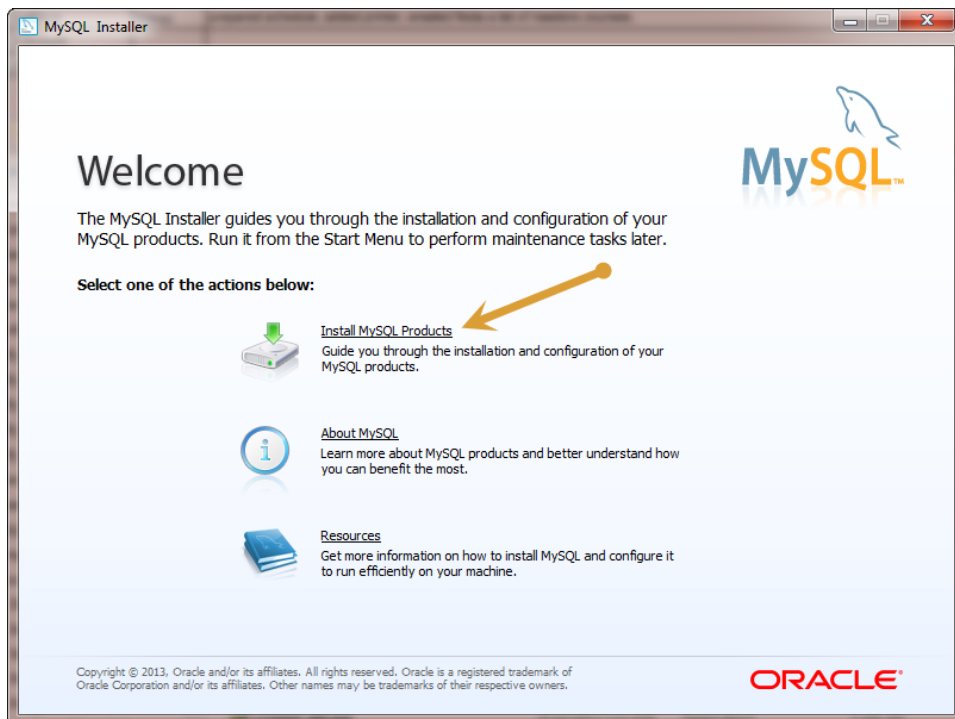 MySQL Installer
MySQL™
Welcome
The MySQL Installer guides you through the installation and configuration of your
MySQL products. Run it from the Start Menu to perform maintenance tasks later.
Select one of the actions below:
Install MySQL Products
Guide you through the installation and configuration of your
MySQL products.
About MySQL
Learn more about MySQL products and better understand how
you can benefit the most.
Resources
Get more information on how to install MySQL and configure it
to run efficiently on your machine.
Copyright © 2013, Oracle and/or its affiliates. All rights reserved. Oracle is a registered trademark of
Oracle Corporation and/or its affiliates. Other names may be trademarks of their respective owners.
ORACLE®